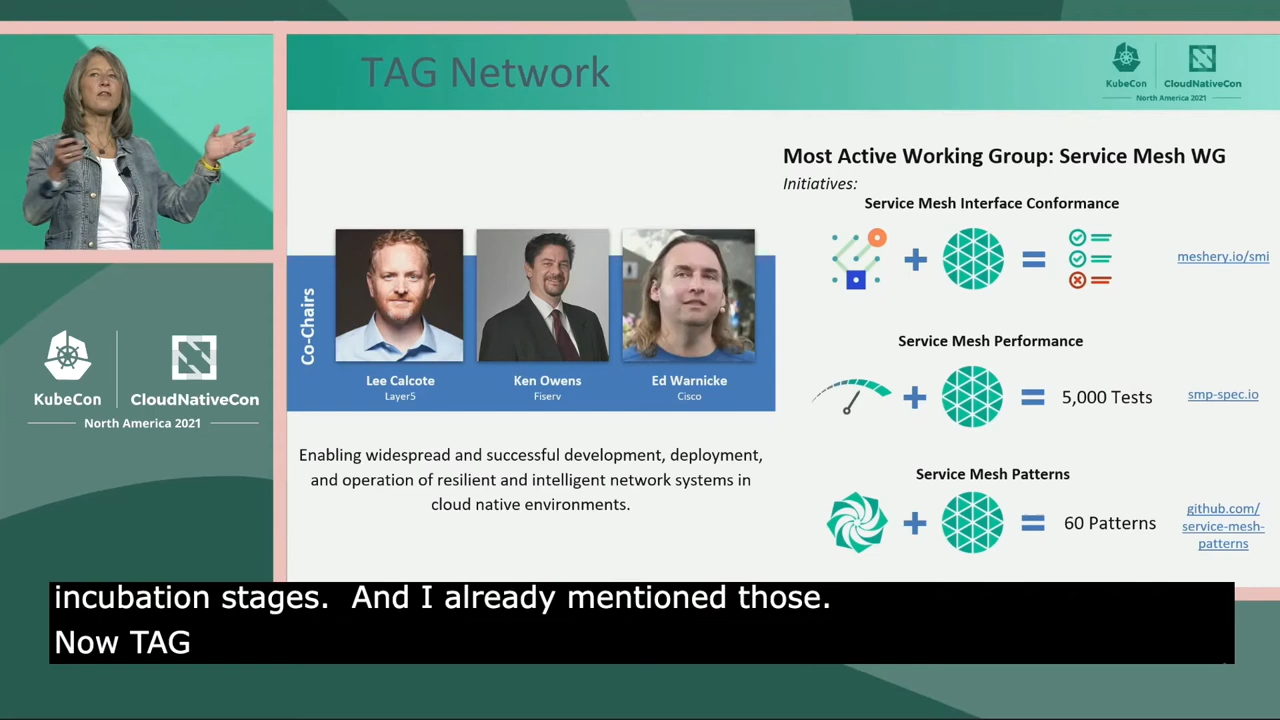 TAG Network
KubeCon
CloudNativeCon
North America 2021
Most Active Working Group: Service Mesh WG
Initiatives:
Service Mesh Interface Conformance
meshery.io/smi
Service Mesh Performance
5,000 Tests
smp-spec.io
Service Mesh Patterns
60 Patterns
github.com/
service-mesh-
patterns
Co-Chairs
Lee Calcote
Layer5
Ken Owens
Fiserv
Ed Warnicke
Cisco
Enabling widespread and successful development, deployment,
and operation of resilient and intelligent network systems in
cloud native environments.
KubeCon
CloudNativeCon
North America 2021
incubation stages.  And I already mentioned those.
Now TAG